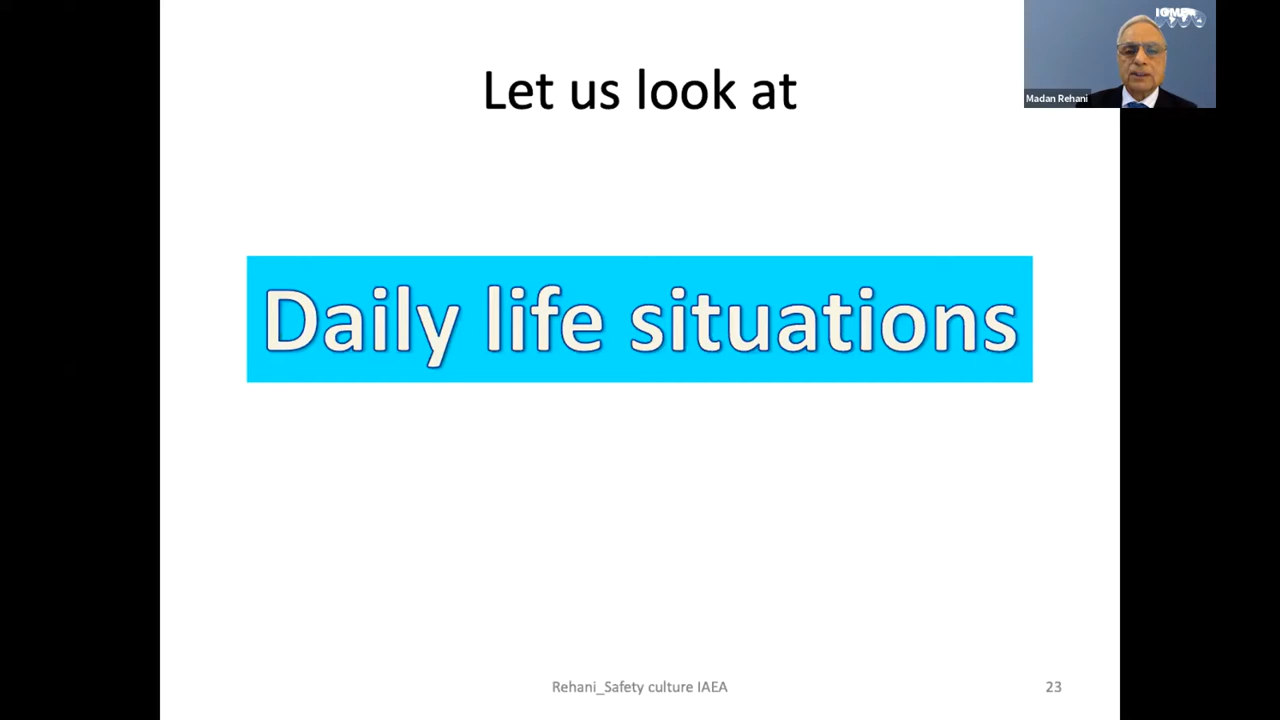 Let us look at
Madan Rehani
Daily life situations
Rehani_Safety culture IAEA
23